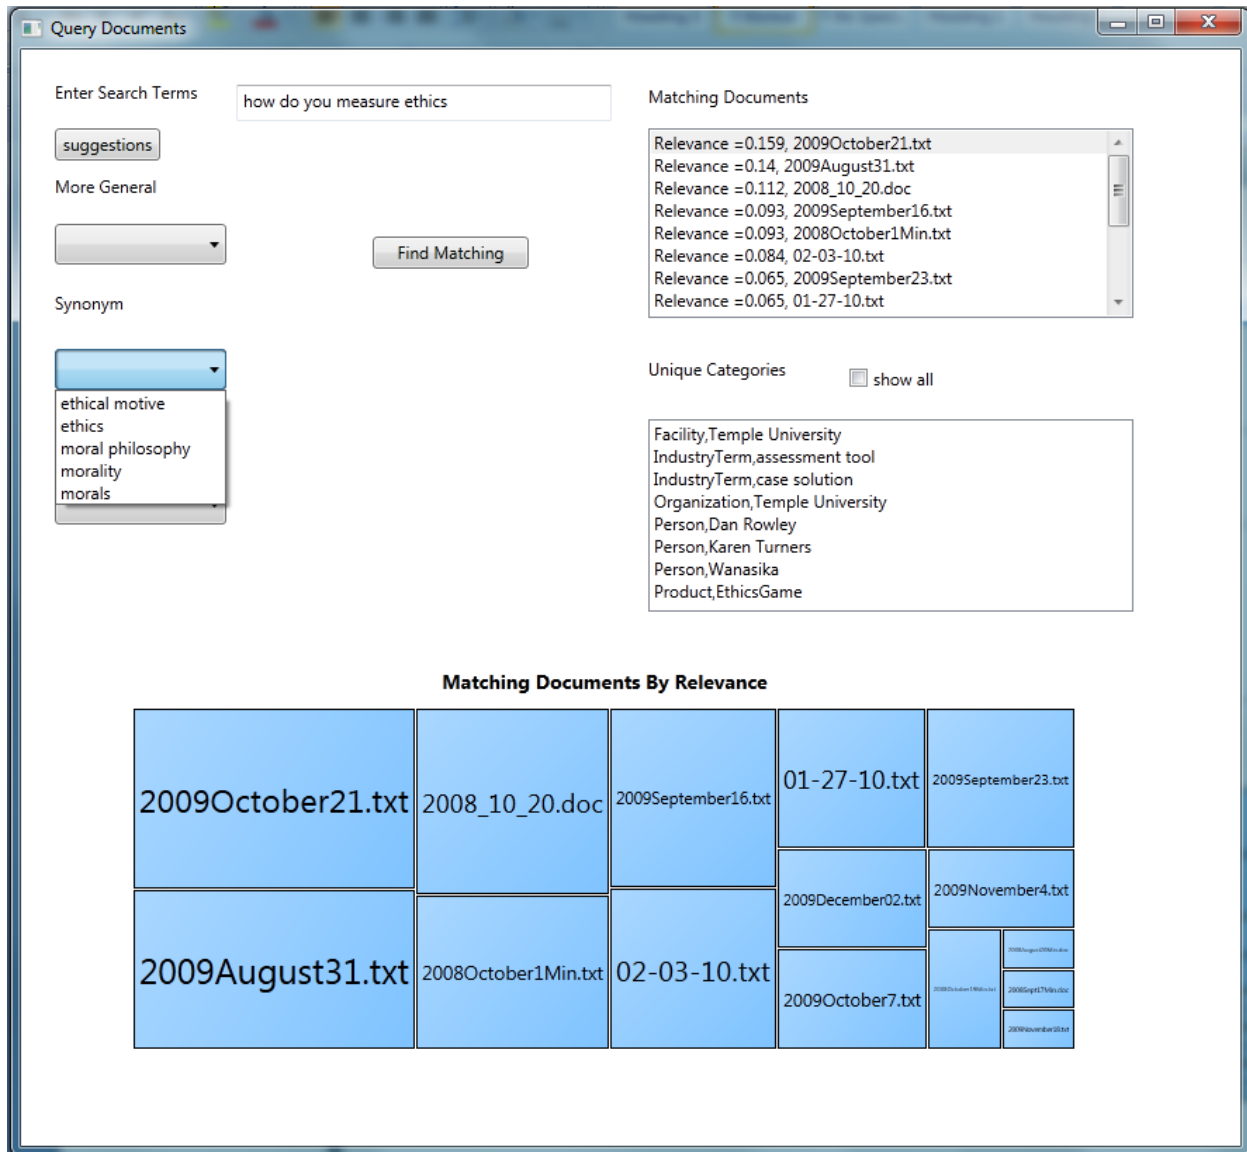 Query Documents
Enter Search Terms
how do you measure ethics
suggestions
More General
Find Matching
Synonym
ethical motive
ethics
moral philosophy
morality
morals
Matching Documents
Relevance =0.159, 2009October21.txt
Relevance =0.14, 2009August31.txt
Relevance =0.112, 2008_10_20.doc
Relevance =0.093, 2009September16.txt
Relevance =0.093, 2008October1Min.txt
Relevance =0.084, 02-03-10.txt
Relevance =0.065, 2009September23.txt
Relevance =0.065, 01-27-10.txt
Unique Categories
show all
Facility,Temple University
IndustryTerm,assessment tool
IndustryTerm,case solution
Organization,Temple University
Person,Dan Rowley
Person,Karen Turners
Person,Wanasika
Product,EthicsGame
Matching Documents By Relevance
2009October21.txt
2008_10_20.doc
2009September16.txt
01-27-10.txt
2009September23.txt
2009December02.txt
2009November4.txt
2009August31.txt
2008October1Min.txt
02-03-10.txt
2009October7.txt
2008Sept17Min.doc
2009November18.txt